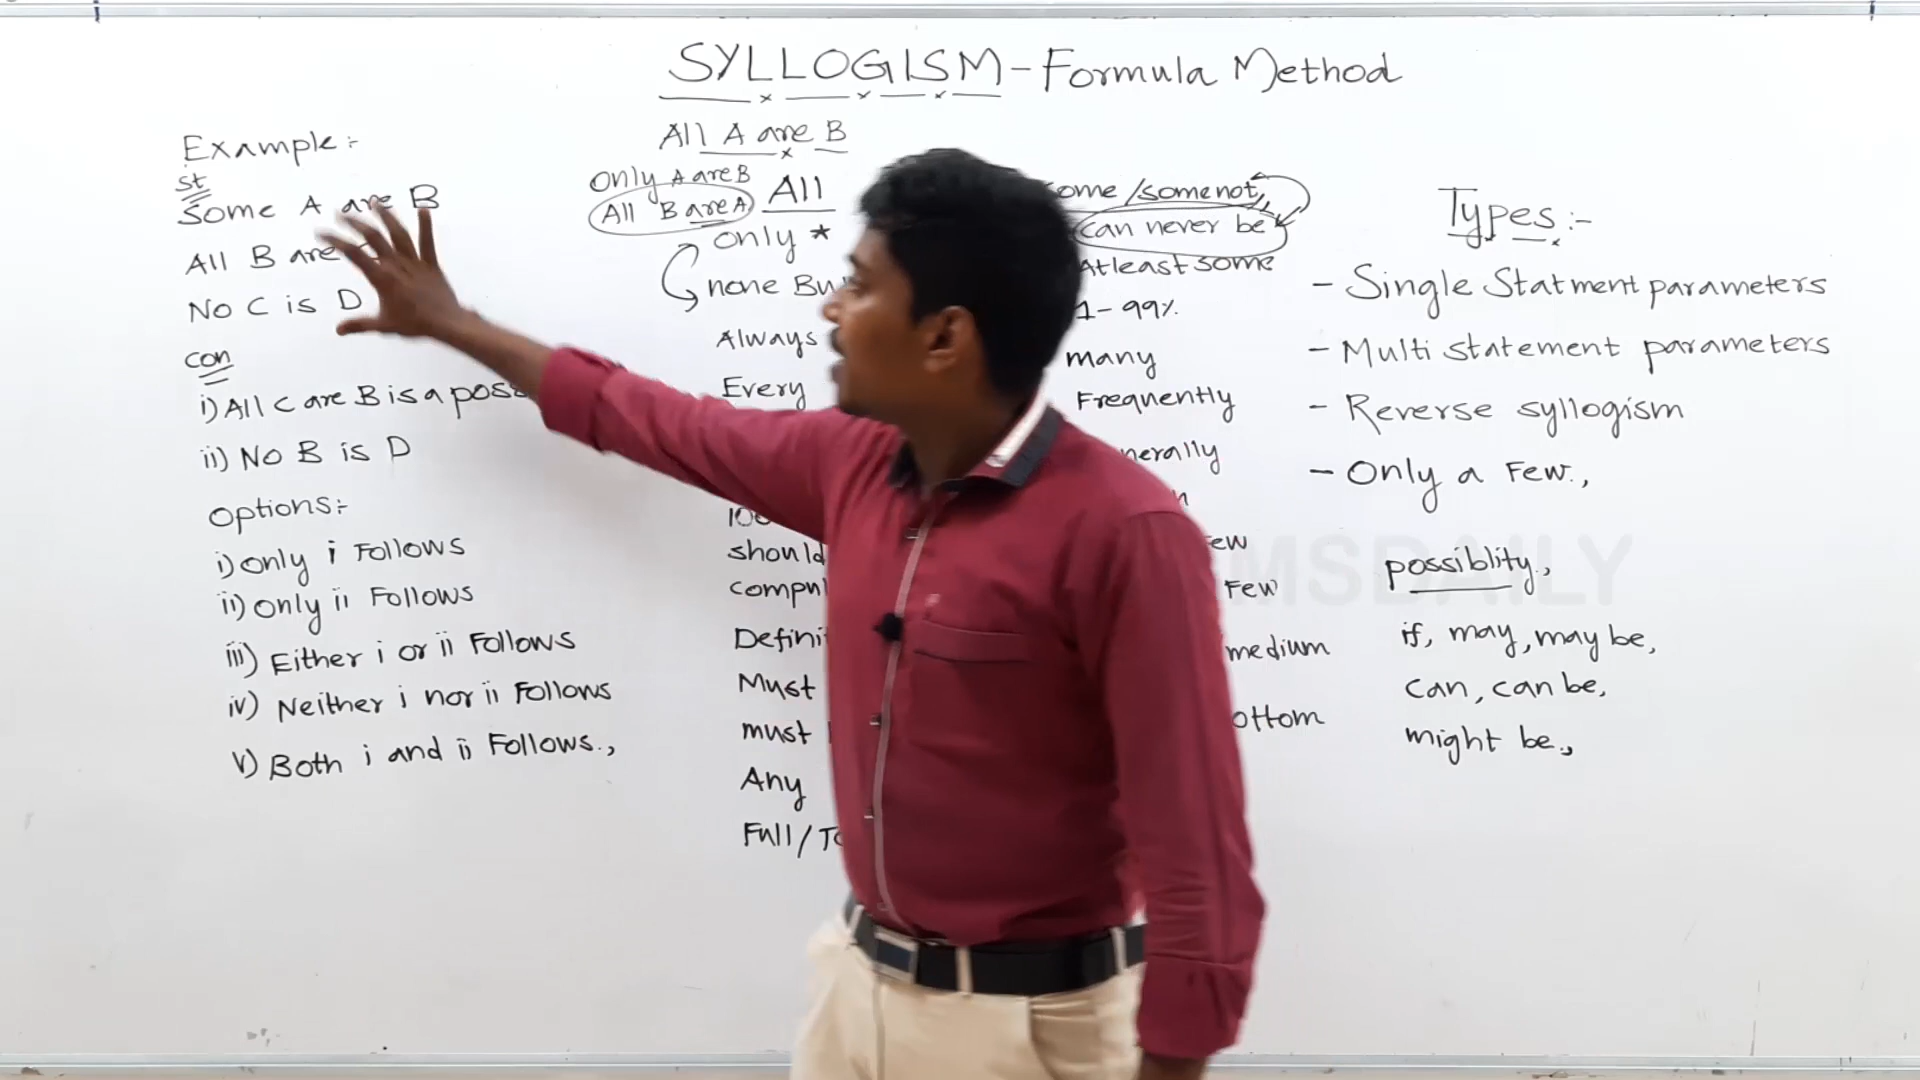 SYLLOGISM - Formula Method
Example:-
st
Some A are B
All B are
No C is D
con
i) All C are B is a poss
ii) No B is D
Options:-
i) only i Follows
ii) only ii Follows
iii) Either i or ii Follows
iv) Neither i nor ii Follows
v) Both i and ii Follows.,
All A are B
Only A are B
All B are A
All
only *
none Bu
Always
Every
100
should
compul
Defini
Must
must
Any
Full/To
ome/some not,
can never be
Atleast some
1-99%
many
Frequently
nerally
ew
Few
medium
ottom
Types:-
- Single Statment parameters
- Multi statement parameters
- Reverse syllogism
- Only a Few.,
possiblity.,
if, may, may be,
can, can be,
might be.,
MSDAILY